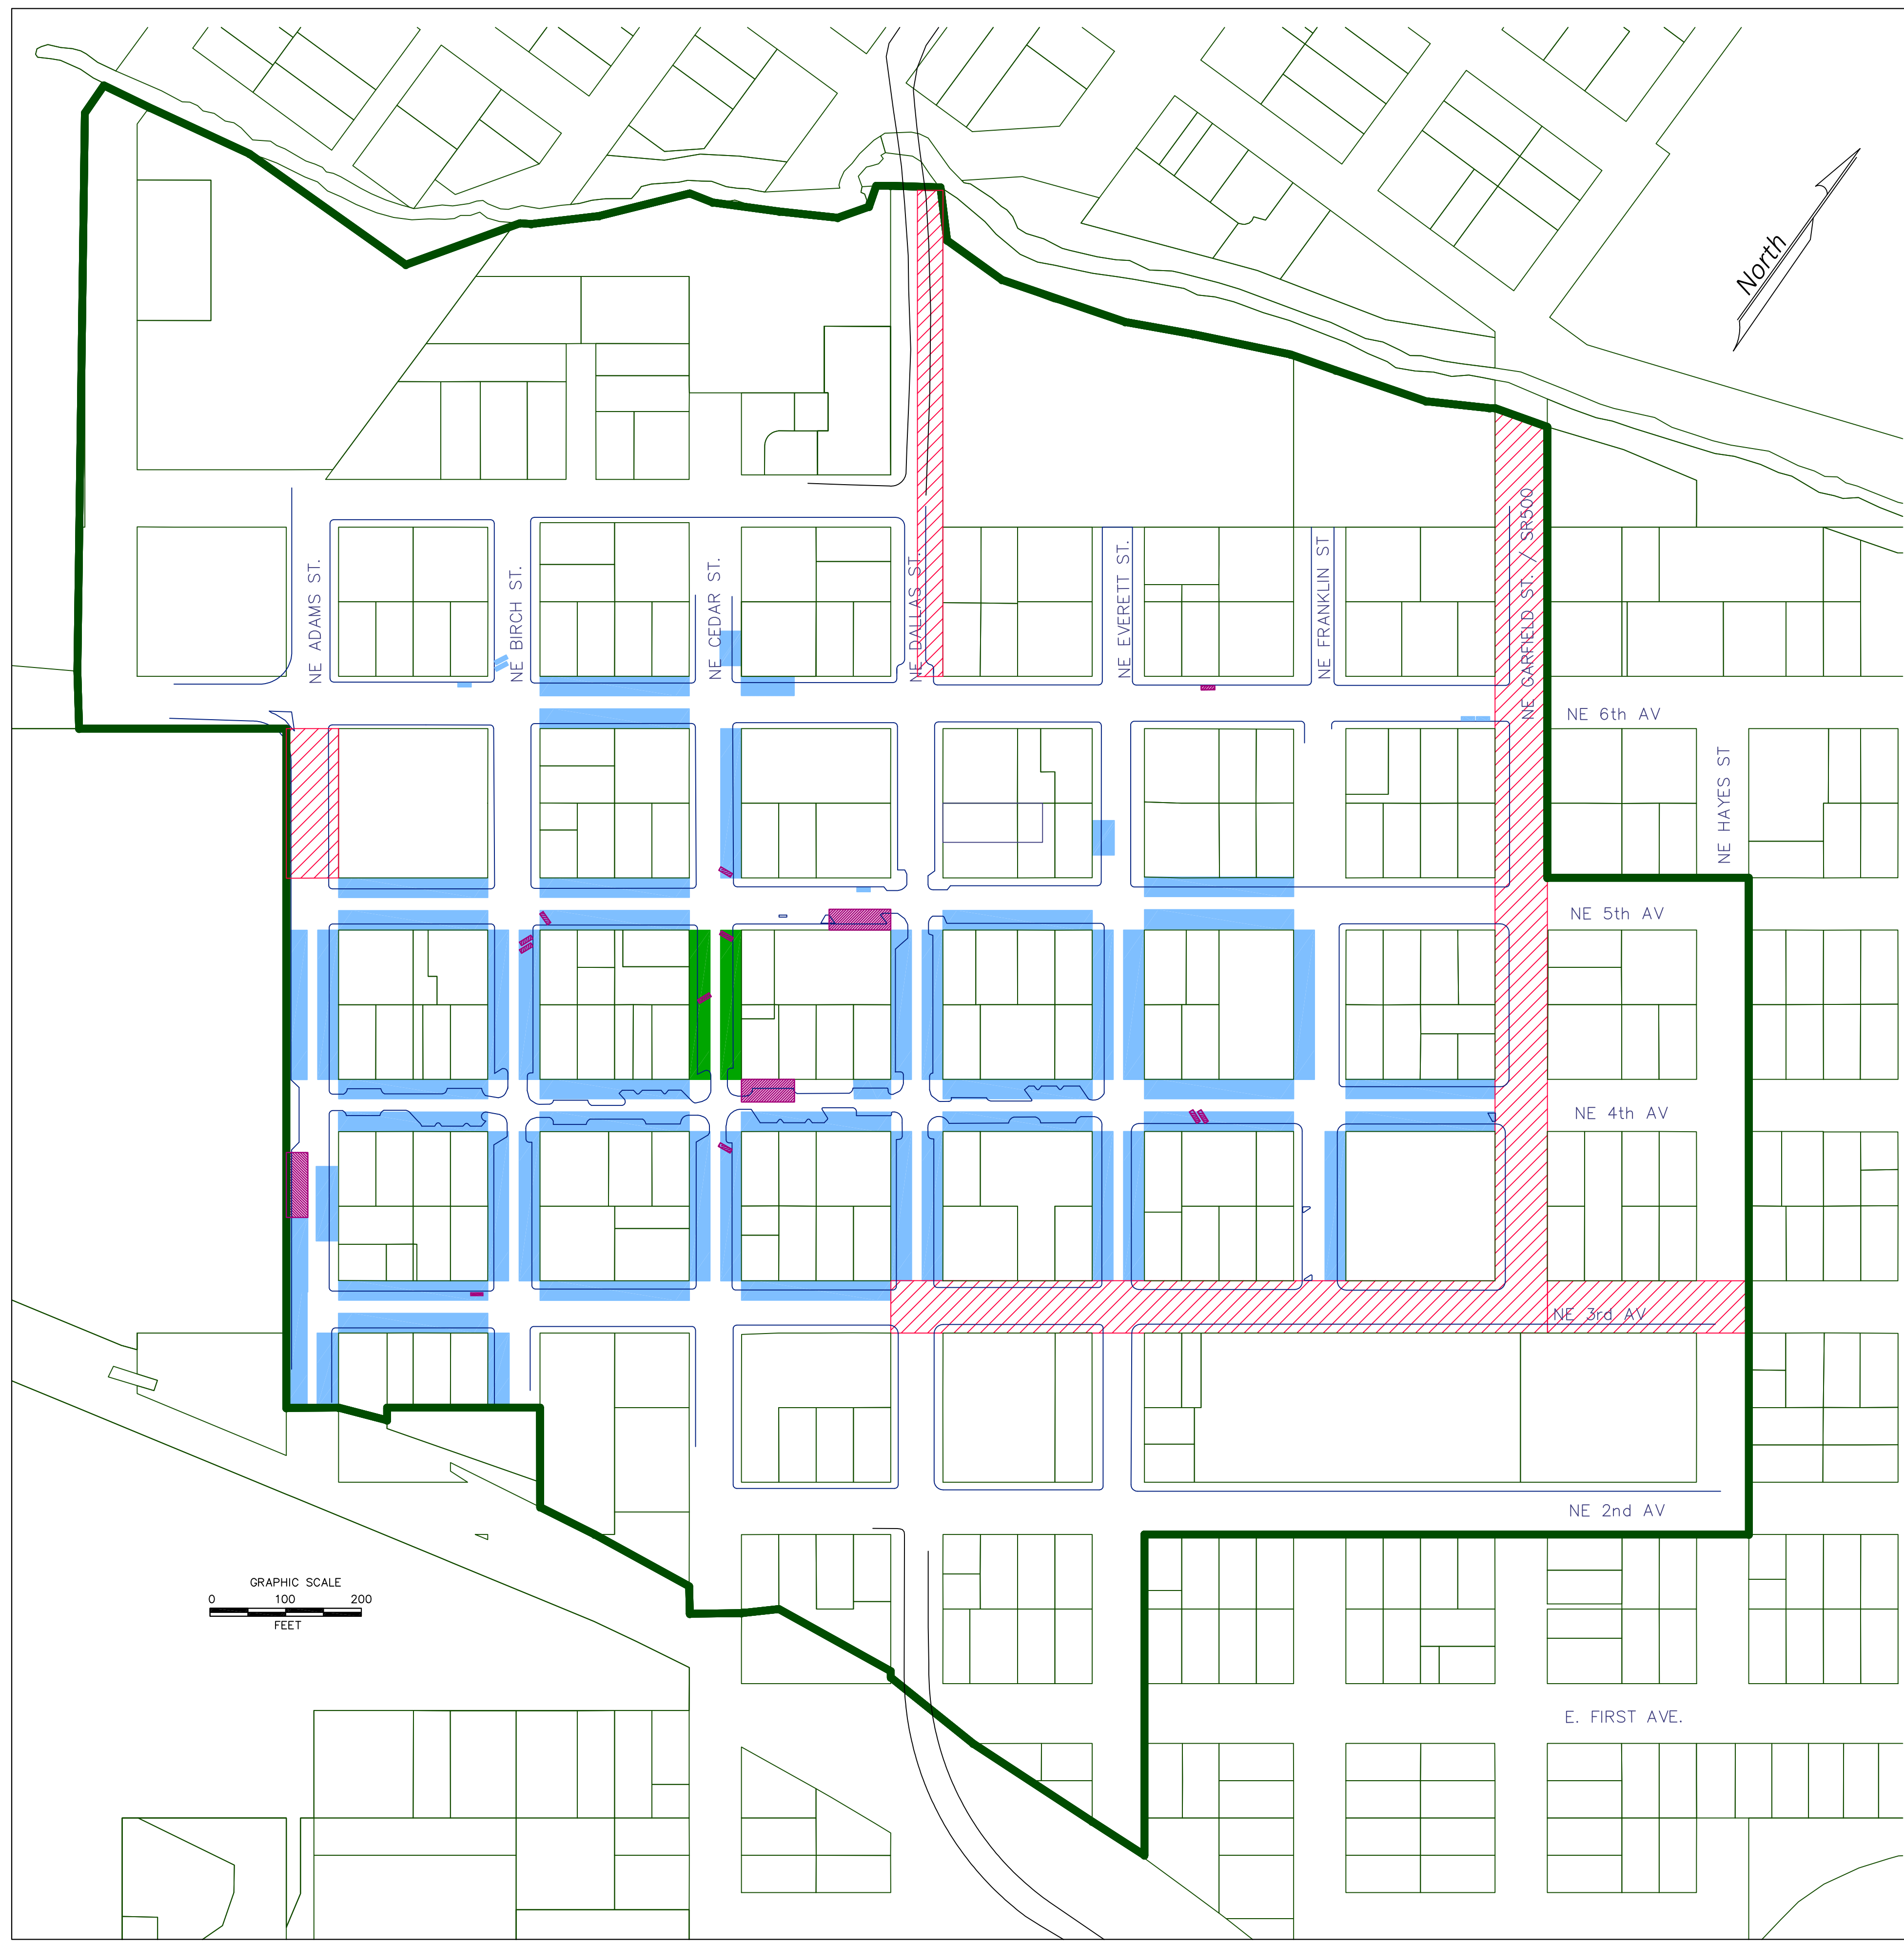 North
NE ADAMS ST.
NE BIRCH ST.
NE CEDAR ST.
NE DALLAS ST.
NE EVERETT ST.
NE FRANKLIN ST
NE GARFIELD ST. / SR500
NE 6th AV
NE HAYES ST
NE 5th AV
NE 4th AV
NE 3rd AV
NE 2nd AV
GRAPHIC SCALE
0 100 200
FEET
E. FIRST AVE.